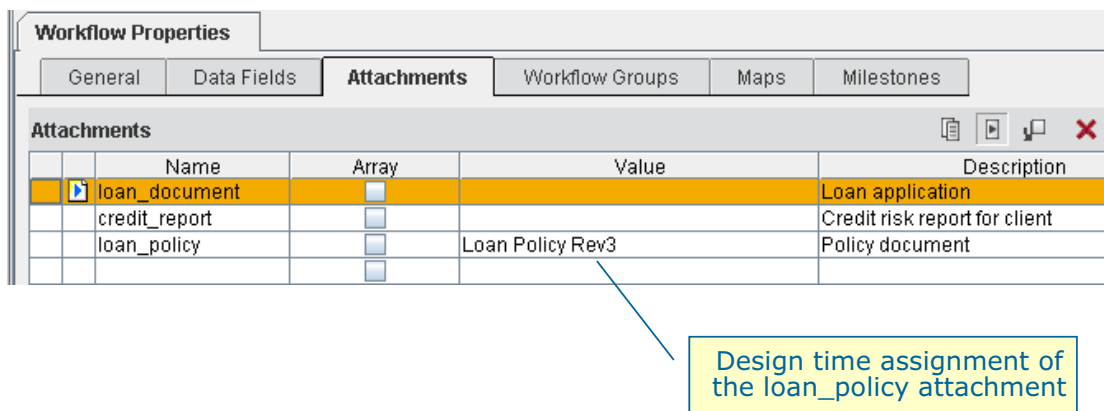 Workflow Properties
General Data Fields Attachments Workflow Groups Maps Milestones
Attachments
Name Array Value Description
loan_document Loan application
credit_report Credit risk report for client
loan_policy Loan Policy Rev3 Policy document
Design time assignment of
the loan_policy attachment